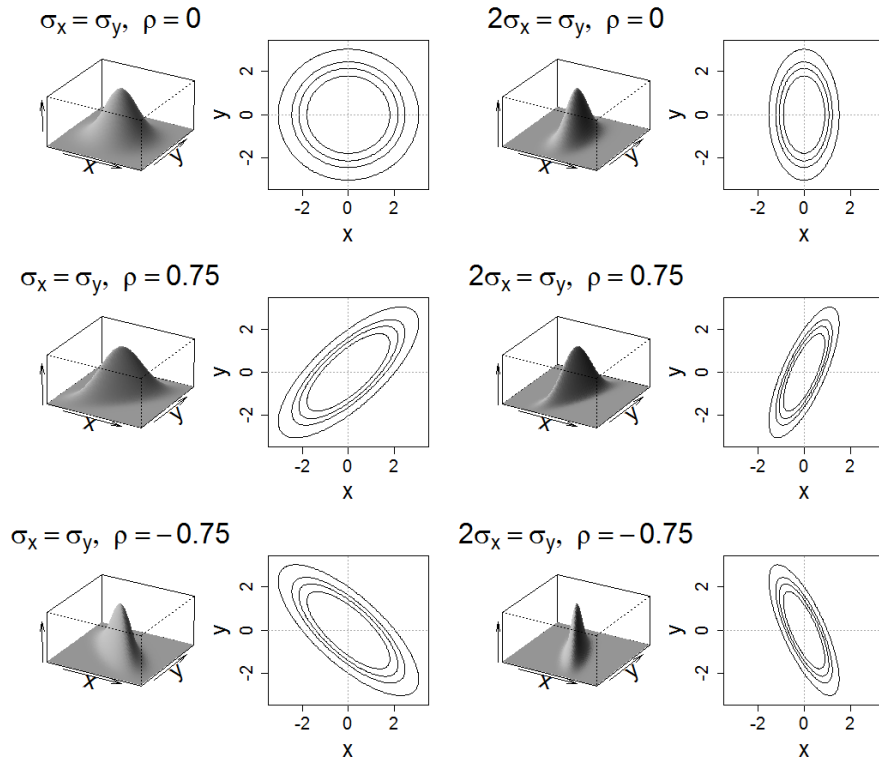 σx = σy, ρ = 0
x
y
y
2
0
-2
-2
0
2
x
2σx = σy, ρ = 0
x
y
y
2
0
-2
-2
0
2
x
σx = σy, ρ = 0.75
x
y
y
2
0
-2
-2
0
2
x
2σx = σy, ρ = 0.75
x
y
y
2
0
-2
-2
0
2
x
σx = σy, ρ = −0.75
x
y
y
2
0
-2
-2
0
2
x
2σx = σy, ρ = −0.75
x
y
y
2
0
-2
-2
0
2
x